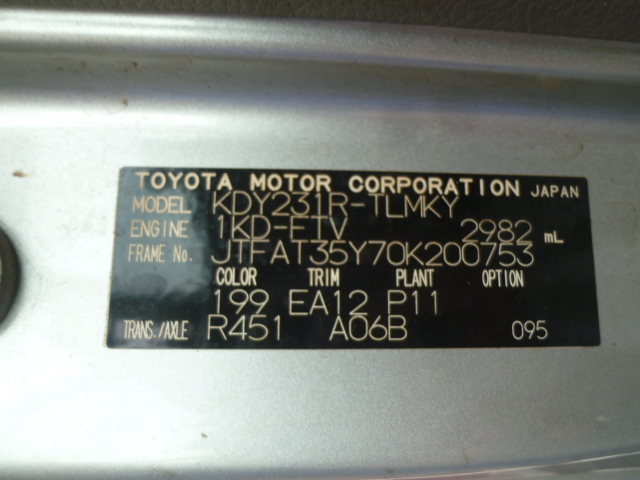 TOYOTA MOTOR CORPORATION JAPAN
MODEL KDY231R-TLMKY
ENGINE 1KD-FTV 2982 mL
FRAME No. JTFAT35Y70K200753
COLOR TRIM PLANT OPTION
199 EA12 P11
TRANS./AXLE R451 A06B 095